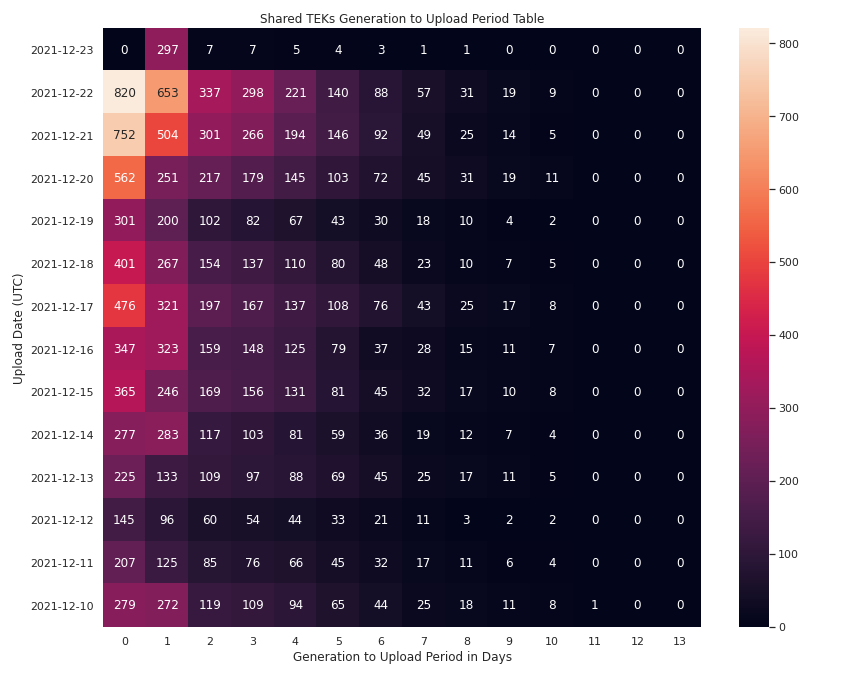 Shared TEKs Generation to Upload Period Table
2021-12-23 0 297 7 7 5 4 3 1 1 0 0 0 0 0
2021-12-22 820 653 337 298 221 140 88 57 31 19 9 0 0 0
2021-12-21 752 504 301 266 194 146 92 49 25 14 5 0 0 0
2021-12-20 562 251 217 179 145 103 72 45 31 19 11 0 0 0
2021-12-19 301 200 102 82 67 43 30 18 10 4 2 0 0 0
2021-12-18 401 267 154 137 110 80 48 23 10 7 5 0 0 0
2021-12-17 476 321 197 167 137 108 76 43 25 17 8 0 0 0
2021-12-16 347 323 159 148 125 79 37 28 15 11 7 0 0 0
2021-12-15 365 246 169 156 131 81 45 32 17 10 8 0 0 0
2021-12-14 277 283 117 103 81 59 36 19 12 7 4 0 0 0
2021-12-13 225 133 109 97 88 69 45 25 17 11 5 0 0 0
2021-12-12 145 96 60 54 44 33 21 11 3 2 2 0 0 0
2021-12-11 207 125 85 76 66 45 32 17 11 6 4 0 0 0
2021-12-10 279 272 119 109 94 65 44 25 18 11 8 1 0 0
0 1 2 3 4 5 6 7 8 9 10 11 12 13
Generation to Upload Period in Days
Upload Date (UTC)
800
700
600
500
400
300
200
100
0